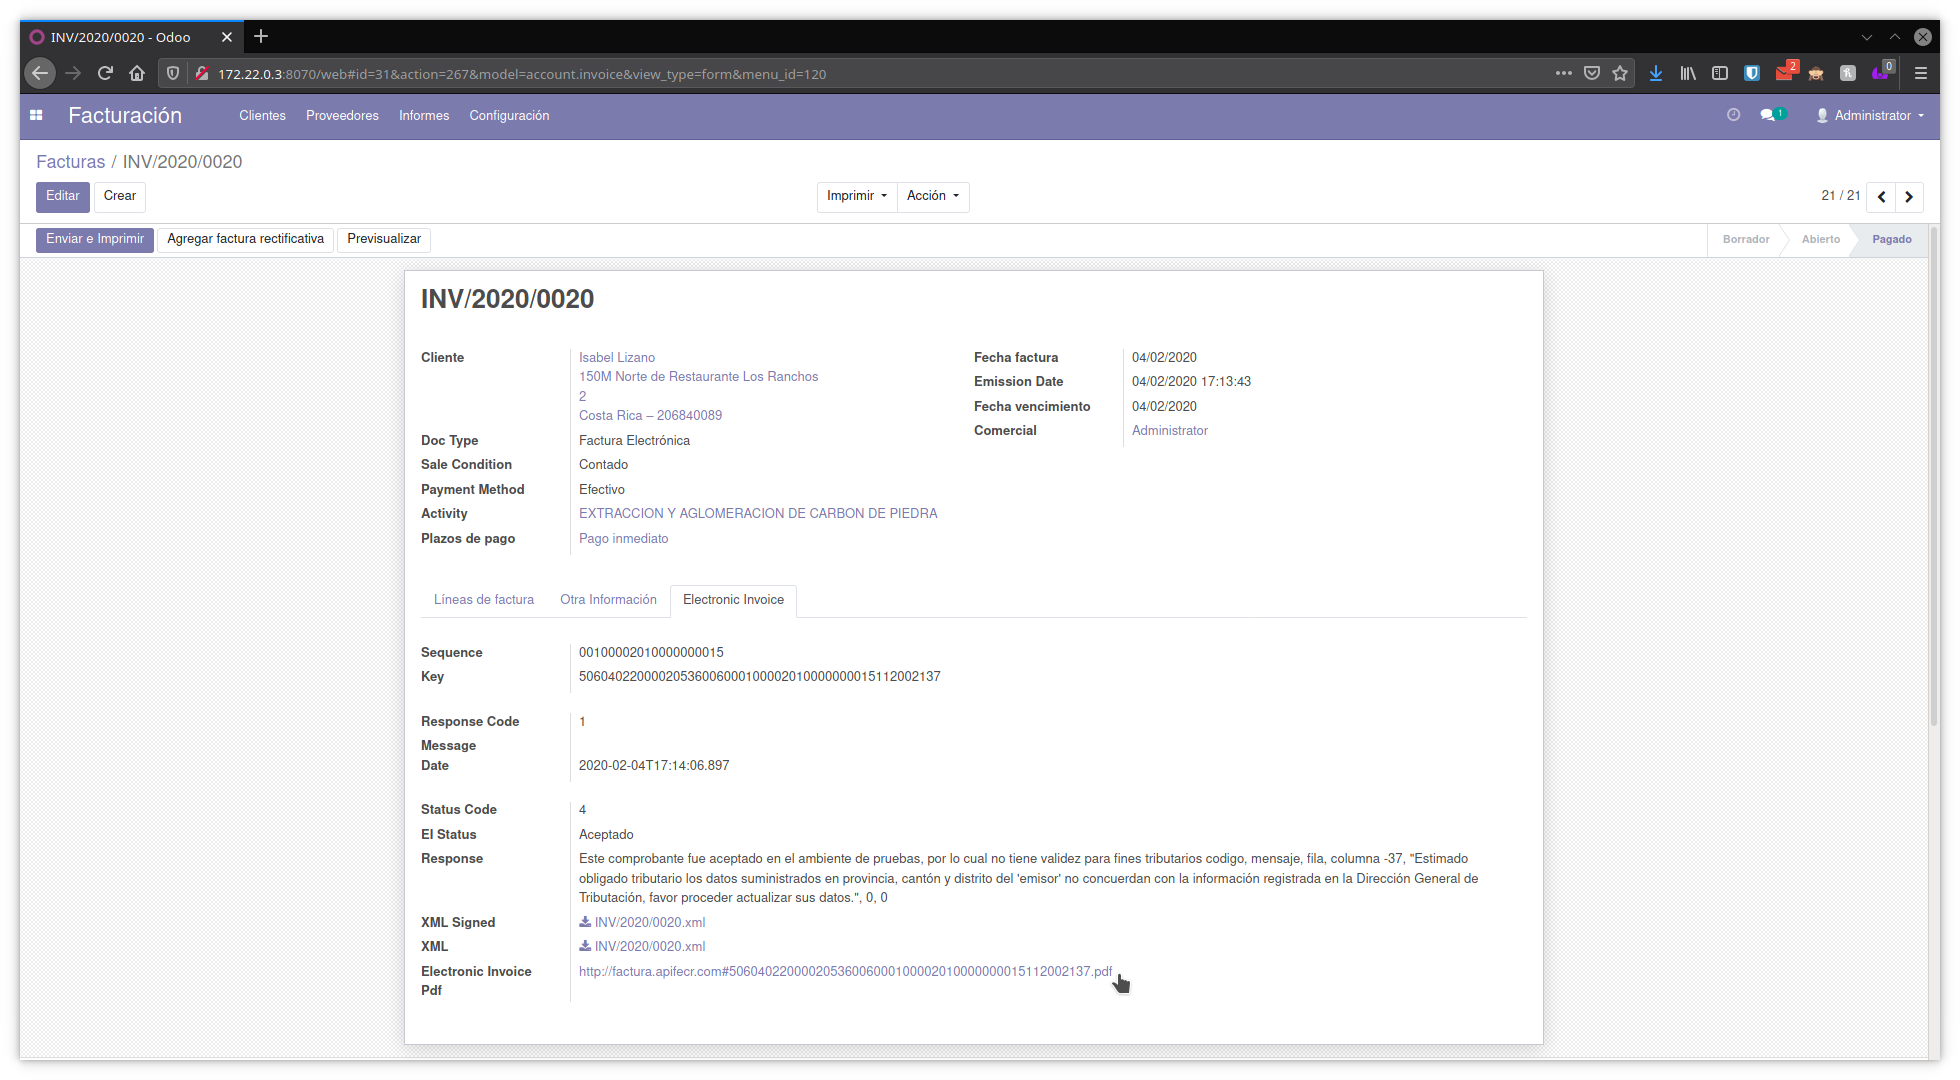 INV/2020/0020 - Odoo
172.22.0.3:8070/web#id=31&action=267&model=account.invoice&view_type=form&menu_id=120
2
0
Facturación
Clientes
Proveedores
Informes
Configuración
1
Administrator
Facturas / INV/2020/0020
Editar
Crear
Imprimir
Acción
21 / 21
Enviar e Imprimir
Agregar factura rectificativa
Previsualizar
Borrador
Abierto
Pagado
INV/2020/0020
Cliente
Isabel Lizano
150M Norte de Restaurante Los Ranchos
2
Costa Rica – 206840089
Doc Type
Factura Electrónica
Sale Condition
Contado
Payment Method
Efectivo
Activity
EXTRACCION Y AGLOMERACION DE CARBON DE PIEDRA
Plazos de pago
Pago inmediato
Fecha factura
04/02/2020
Emission Date
04/02/2020 17:13:43
Fecha vencimiento
04/02/2020
Comercial
Administrator
Líneas de factura
Otra Información
Electronic Invoice
Sequence
00100002010000000015
Key
50604022000020536006000100002010000000015112002137
Response Code
1
Message
Date
2020-02-04T17:14:06.897
Status Code
4
EI Status
Aceptado
Response
Este comprobante fue aceptado en el ambiente de pruebas, por lo cual no tiene validez para fines tributarios codigo, mensaje, fila, columna -37, "Estimado
obligado tributario los datos suministrados en provincia, cantón y distrito del 'emisor' no concuerdan con la información registrada en la Dirección General de
Tributación, favor proceder actualizar sus datos.", 0, 0
XML Signed
INV/2020/0020.xml
XML
INV/2020/0020.xml
Electronic Invoice
Pdf
http://factura.apifecr.com#50604022000020536006000100002010000000015112002137.pdf